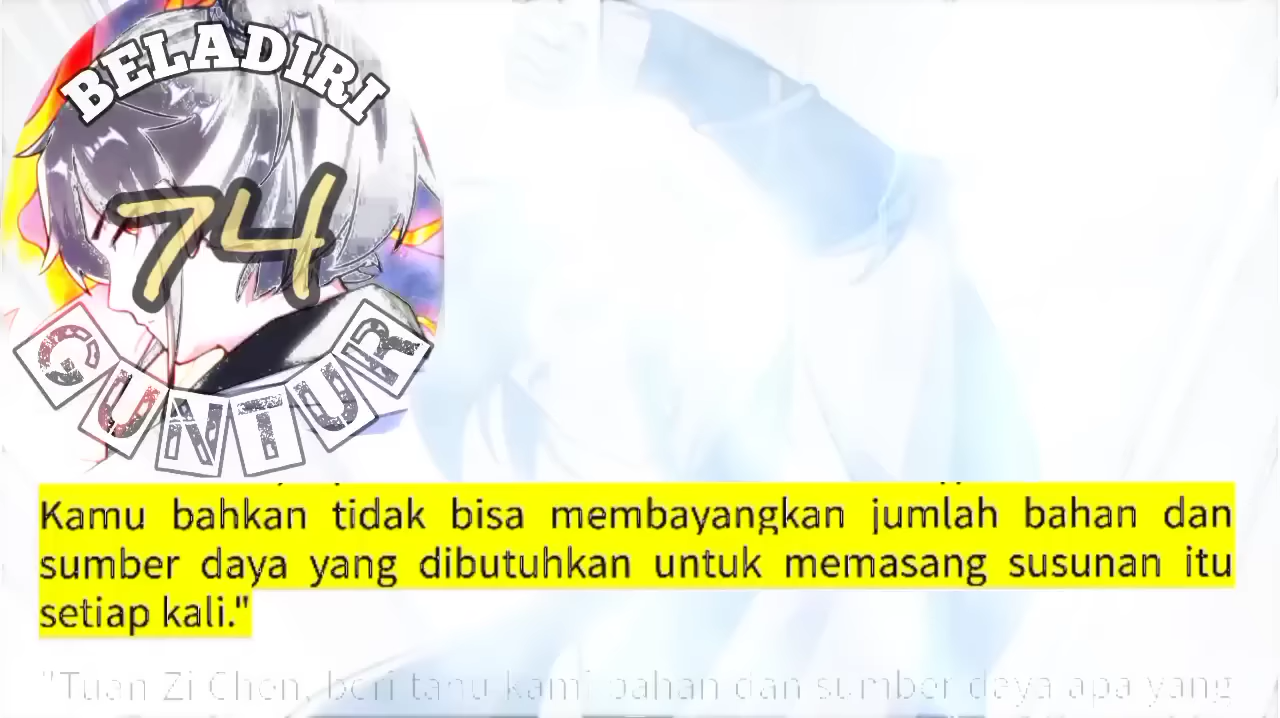 BELADIRI
74
GUNTUR
Kamu bahkan tidak bisa membayangkan jumlah bahan dan
sumber daya yang dibutuhkan untuk memasang susunan itu
setiap kali."
"Tuan Zi Chen, beri tahu kami bahan dan sumber daya apa yang